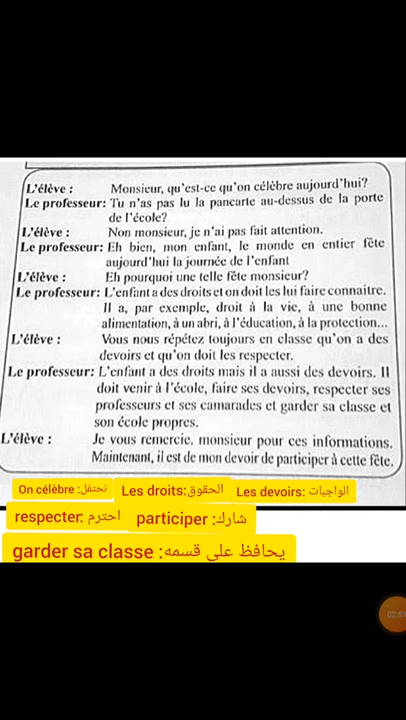 L'élève : Monsieur, qu'est-ce qu'on célèbre aujourd'hui?
Le professeur: Tu n'as pas lu la pancarte au-dessus de la porte
de l'école?
L'élève : Non monsieur, je n'ai pas fait attention.
Le professeur: Eh bien, mon enfant, le monde en entier fête
aujourd'hui la journée de l'enfant
L'élève : Eh pourquoi une telle fête monsieur?
Le professeur: L'enfant a des droits et on doit les lui faire connaitre.
Il a, par exemple, droit à la vie, à une bonne
alimentation, à un abri, à l'éducation, à la protection...
L'élève : Vous nous répétez toujours en classe qu'on a des
devoirs et qu'on doit les respecter.
Le professeur: L'enfant a des droits mais il a aussi des devoirs. Il
doit venir à l'école, faire ses devoirs, respecter ses
professeurs et ses camarades et garder sa classe et
son école propres.
L'élève : Je vous remercie, monsieur pour ces informations.
Maintenant, il est de mon devoir de participer à cette fête.
On célèbre :نحتفل Les droits:الحقوق Les devoirs: الواجبات
respecter: احترم participer :شارك
garder sa classe :يحافظ على قسمه
02:51